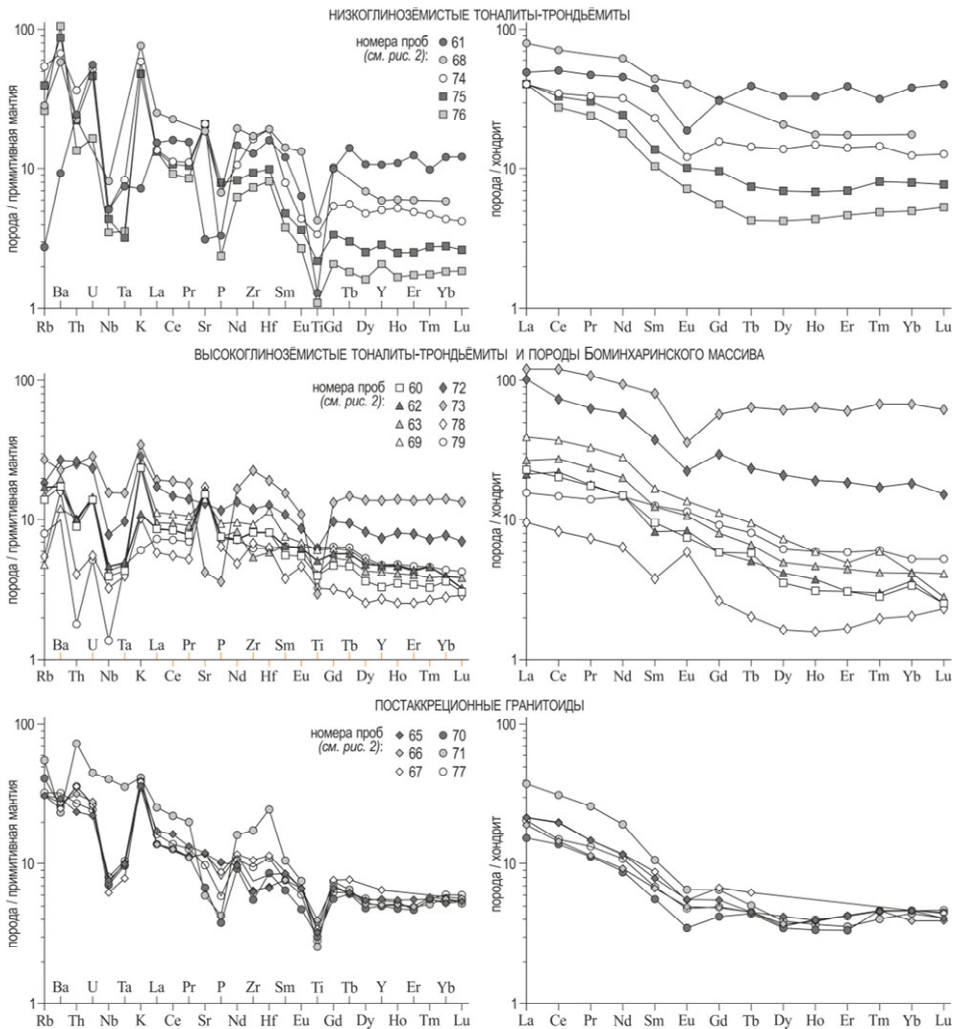 НИЗКОГЛИНОЗЁМИСТЫЕ ТОНАЛИТЫ-ТРОНДЬЕМИТЫ
порода / примитивная мантия
100
10
1
номера проб
(см. рис. 2):
61
68
74
75
76
Ba U Ta La Pr P Zr Sm Ti Tb Y Er Yb
Rb Th Nb K Ce Sr Nd Hf Eu Gd Dy Ho Tm Lu
порода / хондрит
100
10
1
La Ce Pr Nd Sm Eu Gd Tb Dy Ho Er Tm Yb Lu
ВЫСОКОГЛИНОЗЁМИСТЫЕ ТОНАЛИТЫ-ТРОНДЬЕМИТЫ И ПОРОДЫ БОМИНХАРИНСКОГО МАССИВА
порода / примитивная мантия
100
10
1
номера проб
(см. рис. 2):
60 72
62 73
63 78
69 79
Ba U Ta La Pr P Zr Sm Ti Tb Y Er Yb
Rb Th Nb K Ce Sr Nd Hf Eu Gd Dy Ho Tm Lu
порода / хондрит
100
10
1
La Ce Pr Nd Sm Eu Gd Tb Dy Ho Er Tm Yb Lu
ПОСТАККРЕЦИОННЫЕ ГРАНИТОИДЫ
порода / примитивная мантия
100
10
1
номера проб
(см. рис. 2):
65 70
66 71
67 77
Ba U Ta La Pr P Zr Sm Ti Tb Y Er Yb
Rb Th Nb K Ce Sr Nd Hf Eu Gd Dy Ho Tm Lu
порода / хондрит
100
10
1
La Ce Pr Nd Sm Eu Gd Tb Dy Ho Er Tm Yb Lu